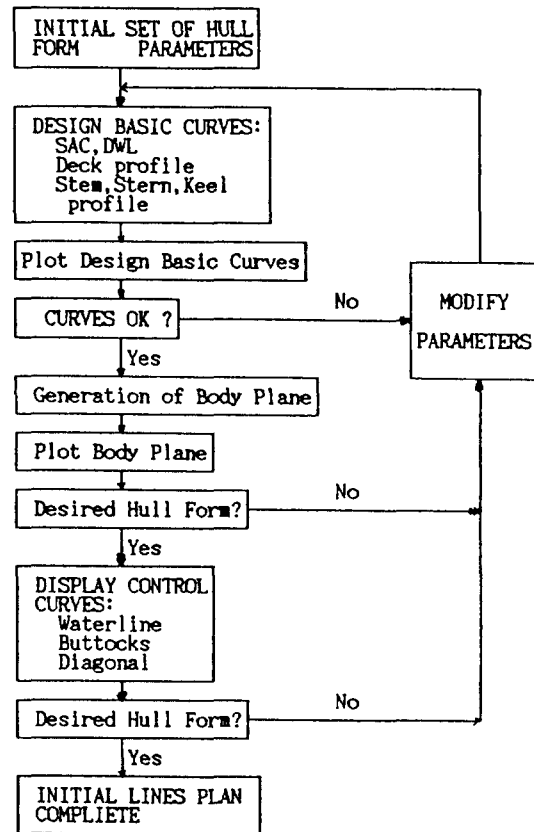 INITIAL SET OF HULL
FORM PARAMETERS
DESIGN BASIC CURVES:
SAC,DWL
Deck profile
Stem,Stern,Keel
profile
Plot Design Basic Curves
CURVES OK ?
No
MODIFY
PARAMETERS
Yes
Generation of Body Plane
Plot Body Plane
Desired Hull Form?
No
Yes
DISPLAY CONTROL
CURVES:
Waterline
Buttocks
Diagonal
Desired Hull Form?
No
Yes
INITIAL LINES PLAN
COMPLIETE